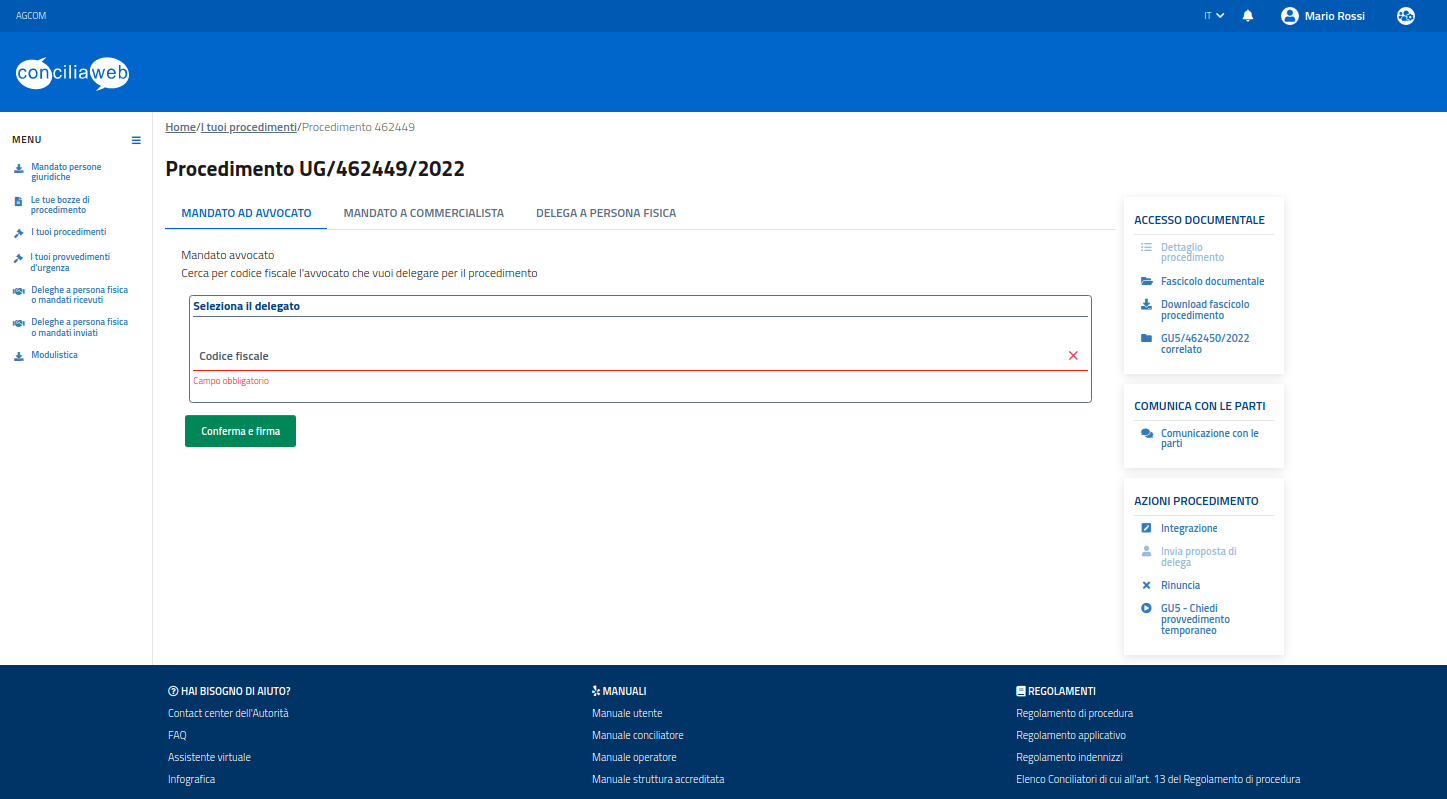 AGCOM
IT
Mario Rossi
conciliaweb
MENU
Mandato persone
giuridiche
Le tue bozze di
procedimento
I tuoi procedimenti
I tuoi provvedimenti
d'urgenza
Deleghe a persona fisica
o mandati ricevuti
Deleghe a persona fisica
o mandati inviati
Modulistica
Home/I tuoi procedimenti/Procedimento 462449
Procedimento UG/462449/2022
MANDATO AD AVVOCATO
MANDATO A COMMERCIALISTA
DELEGA A PERSONA FISICA
Mandato avvocato
Cerca per codice fiscale l'avvocato che vuoi delegare per il procedimento
Seleziona il delegato
Codice fiscale
Campo obbligatorio
Conferma e firma
ACCESSO DOCUMENTALE
Dettaglio
procedimento
Fascicolo documentale
Download fascicolo
procedimento
GU5/462450/2022
correlato
COMUNICA CON LE PARTI
Comunicazione con le
parti
AZIONI PROCEDIMENTO
Integrazione
Invia proposta di
delega
Rinuncia
GU5 - Chiedi
provvedimento
temporaneo
HAI BISOGNO DI AIUTO?
Contact center dell'Autorità
FAQ
Assistente virtuale
Infografica
MANUALI
Manuale utente
Manuale conciliatore
Manuale operatore
Manuale struttura accreditata
REGOLAMENTI
Regolamento di procedura
Regolamento applicativo
Regolamento indennizzi
Elenco Conciliatori di cui all'art. 13 del Regolamento di procedura